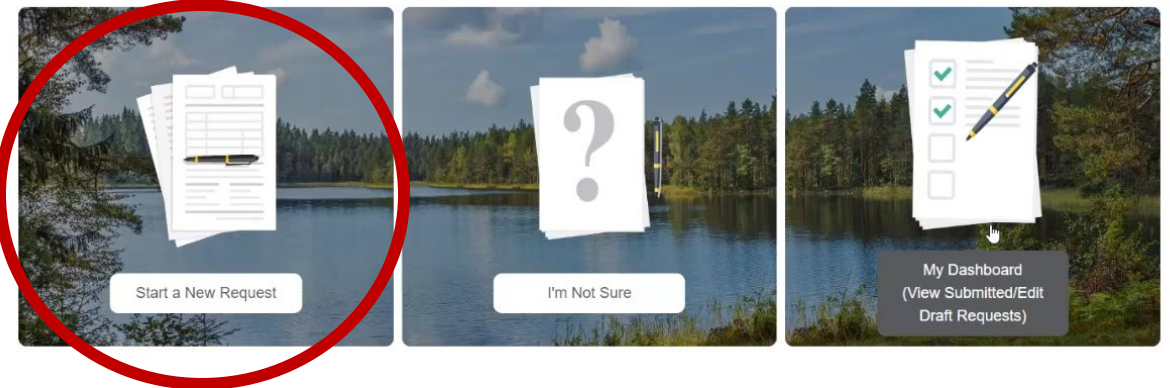 Start a New Request
I'm Not Sure
My Dashboard
(View Submitted/Edit
Draft Requests)